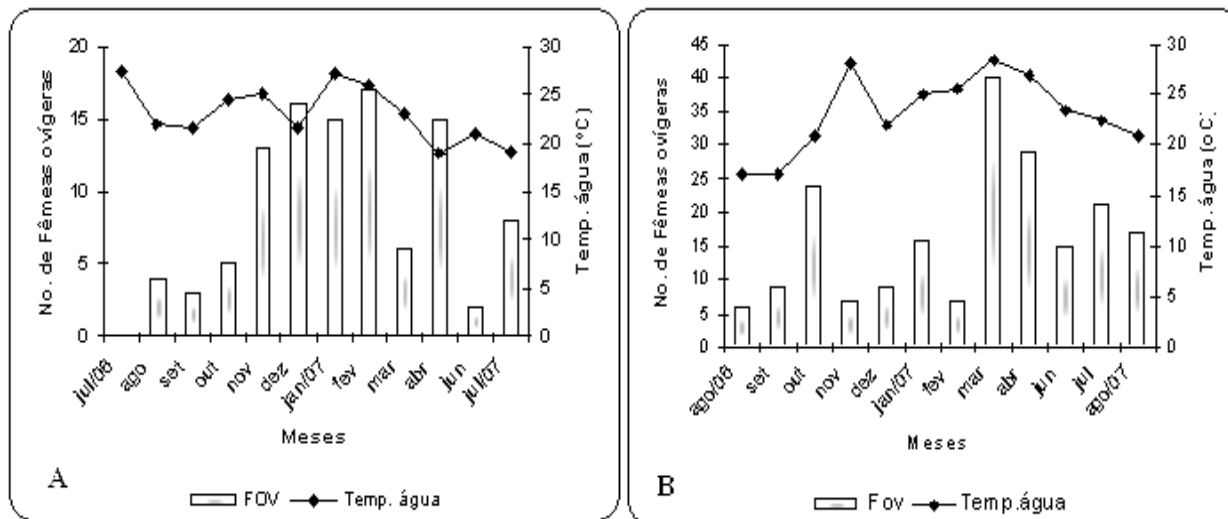 No. de Fêmeas ovígeras
20
15
10
5
0
30
25
20
15
10
5
0
Temp. água (°C)
jul/06
ago
set
out
nov
dez
jan/07
fev
mar
abr
jun
jul/07
Meses
A
FOV
Temp. água
No. de Fêmeas ovígeras
45
40
35
30
25
20
15
10
5
0
30
25
20
15
10
5
0
Temp. água (oC)
ago/06
set
out
nov
dez
jan/07
fev
mar
abr
jun
jul
ago/07
Meses
B
Fov
Temp.água